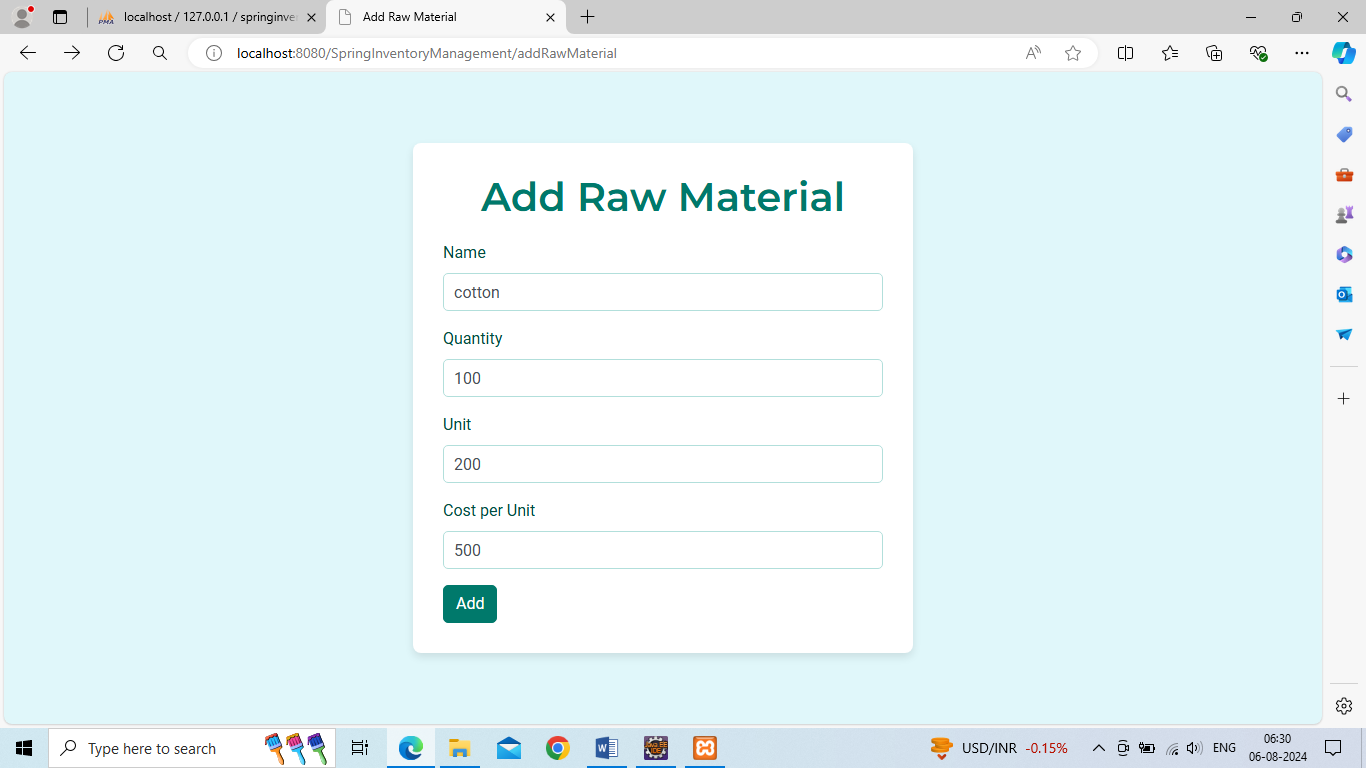 localhost / 127.0.0.1 / springinve
Add Raw Material
localhost:8080/SpringInventoryManagement/addRawMaterial
Add Raw Material
Name
cotton
Quantity
100
Unit
200
Cost per Unit
500
Add
Type here to search
USD/INR -0.15%
ENG
06:30
06-08-2024